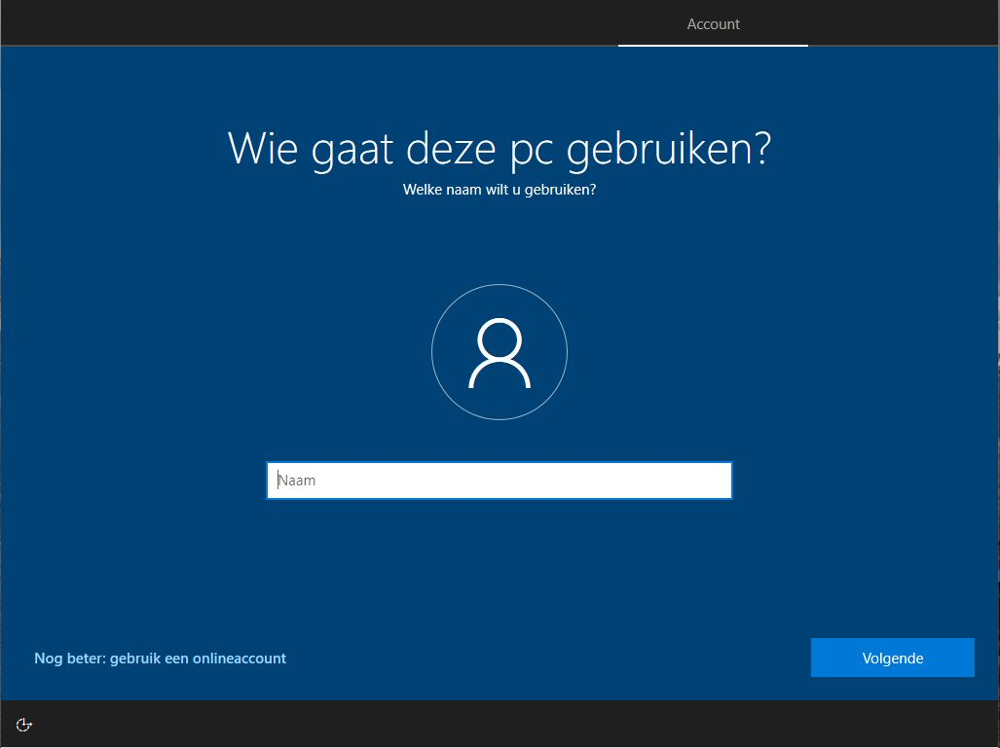 Account
Wie gaat deze pc gebruiken?
Welke naam wilt u gebruiken?
Naam
Nog beter: gebruik een onlineaccount
Volgende